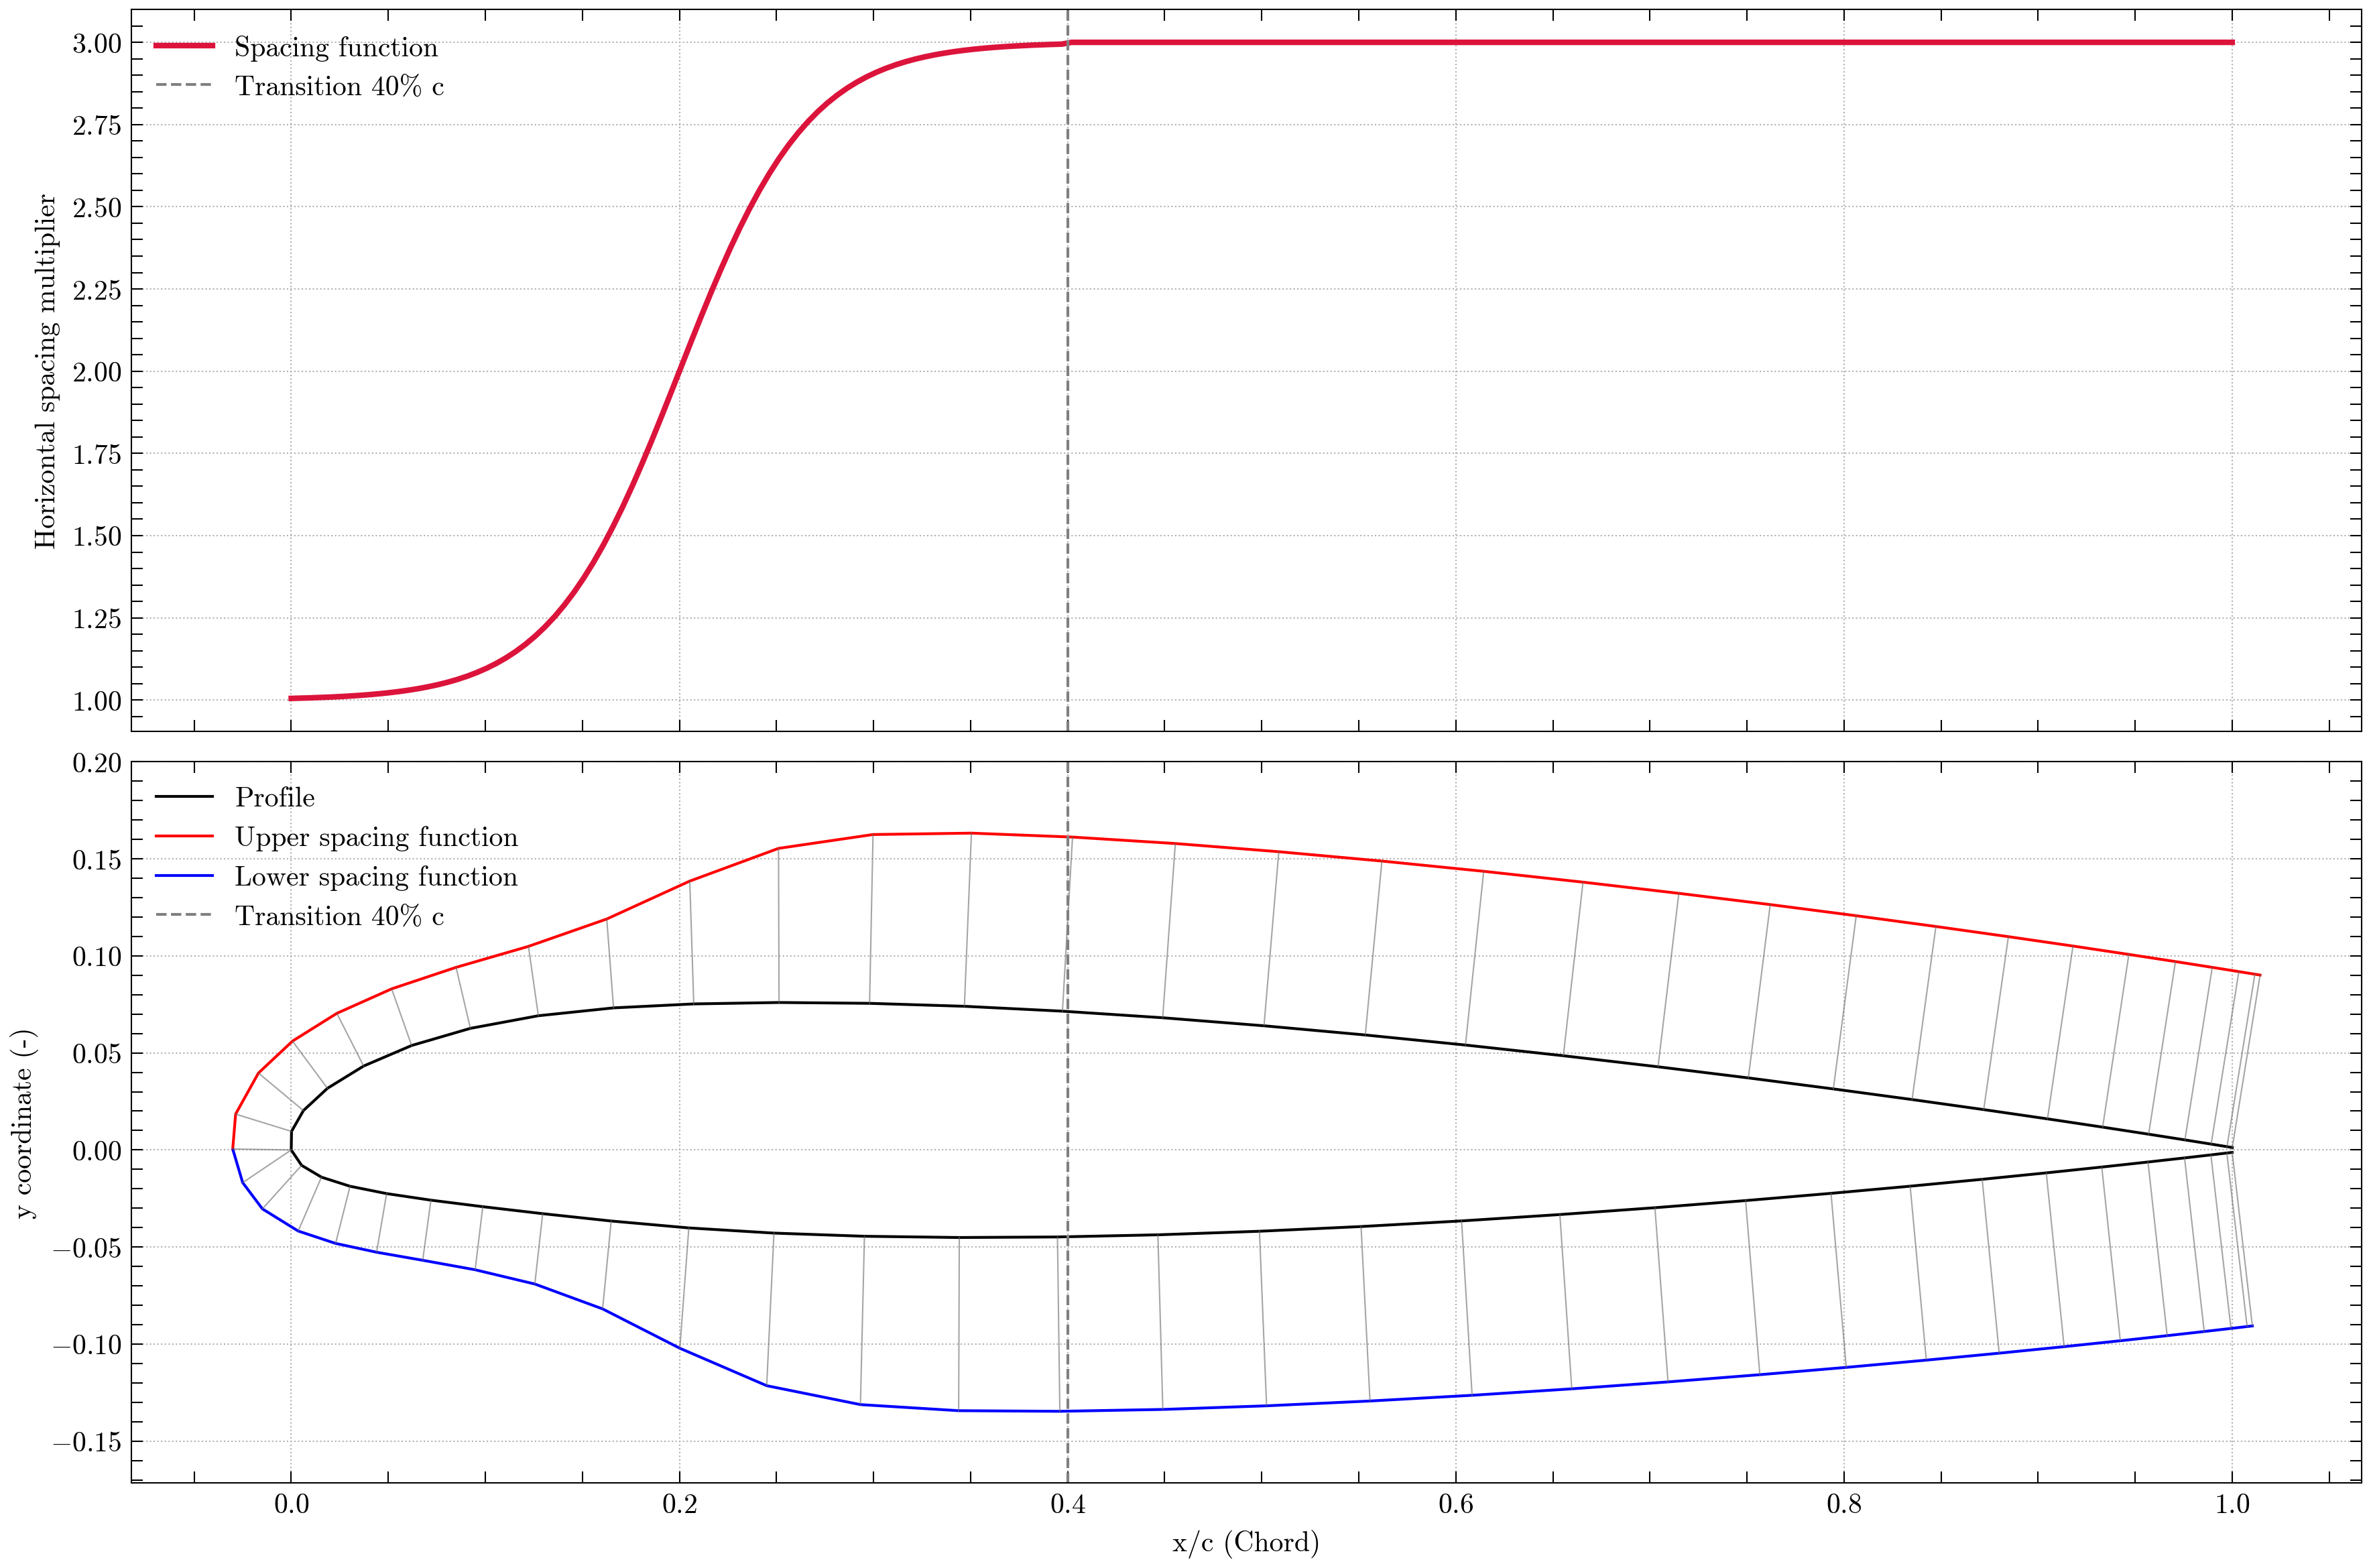 3.00
2.75
2.50
2.25
2.00
1.75
1.50
1.25
1.00
Horizontal spacing multiplier
Spacing function
Transition 40% c
0.20
0.15
0.10
0.05
0.00
−0.05
−0.10
−0.15
y coordinate (-)
Profile
Upper spacing function
Lower spacing function
Transition 40% c
0.0 0.2 0.4 0.6 0.8 1.0
x/c (Chord)